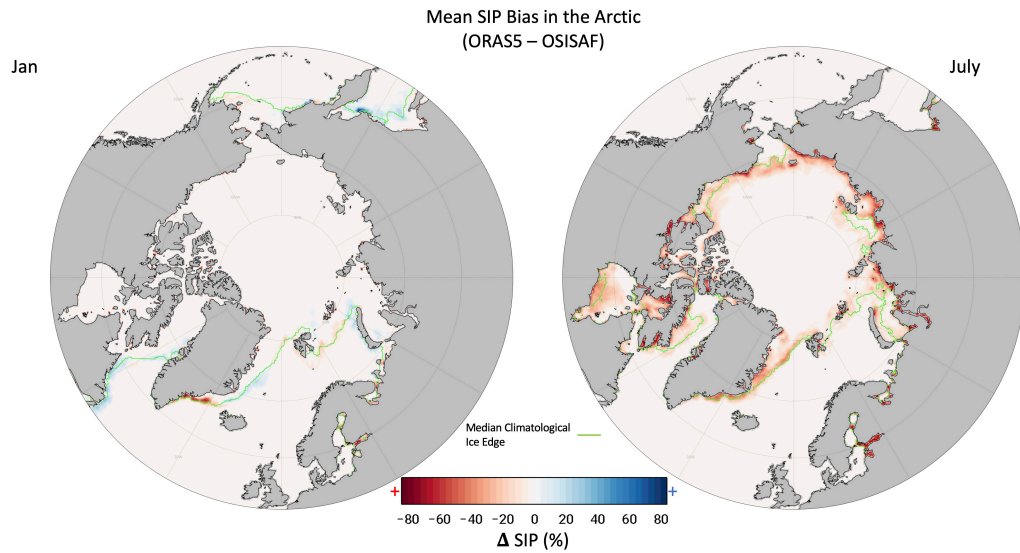 Mean SIP Bias in the Arctic
(ORAS5 – OSISAF)
Jan
July
Median Climatological
Ice Edge
+ +
-80 -60 -40 -20 0 20 40 60 80
Δ SIP (%)